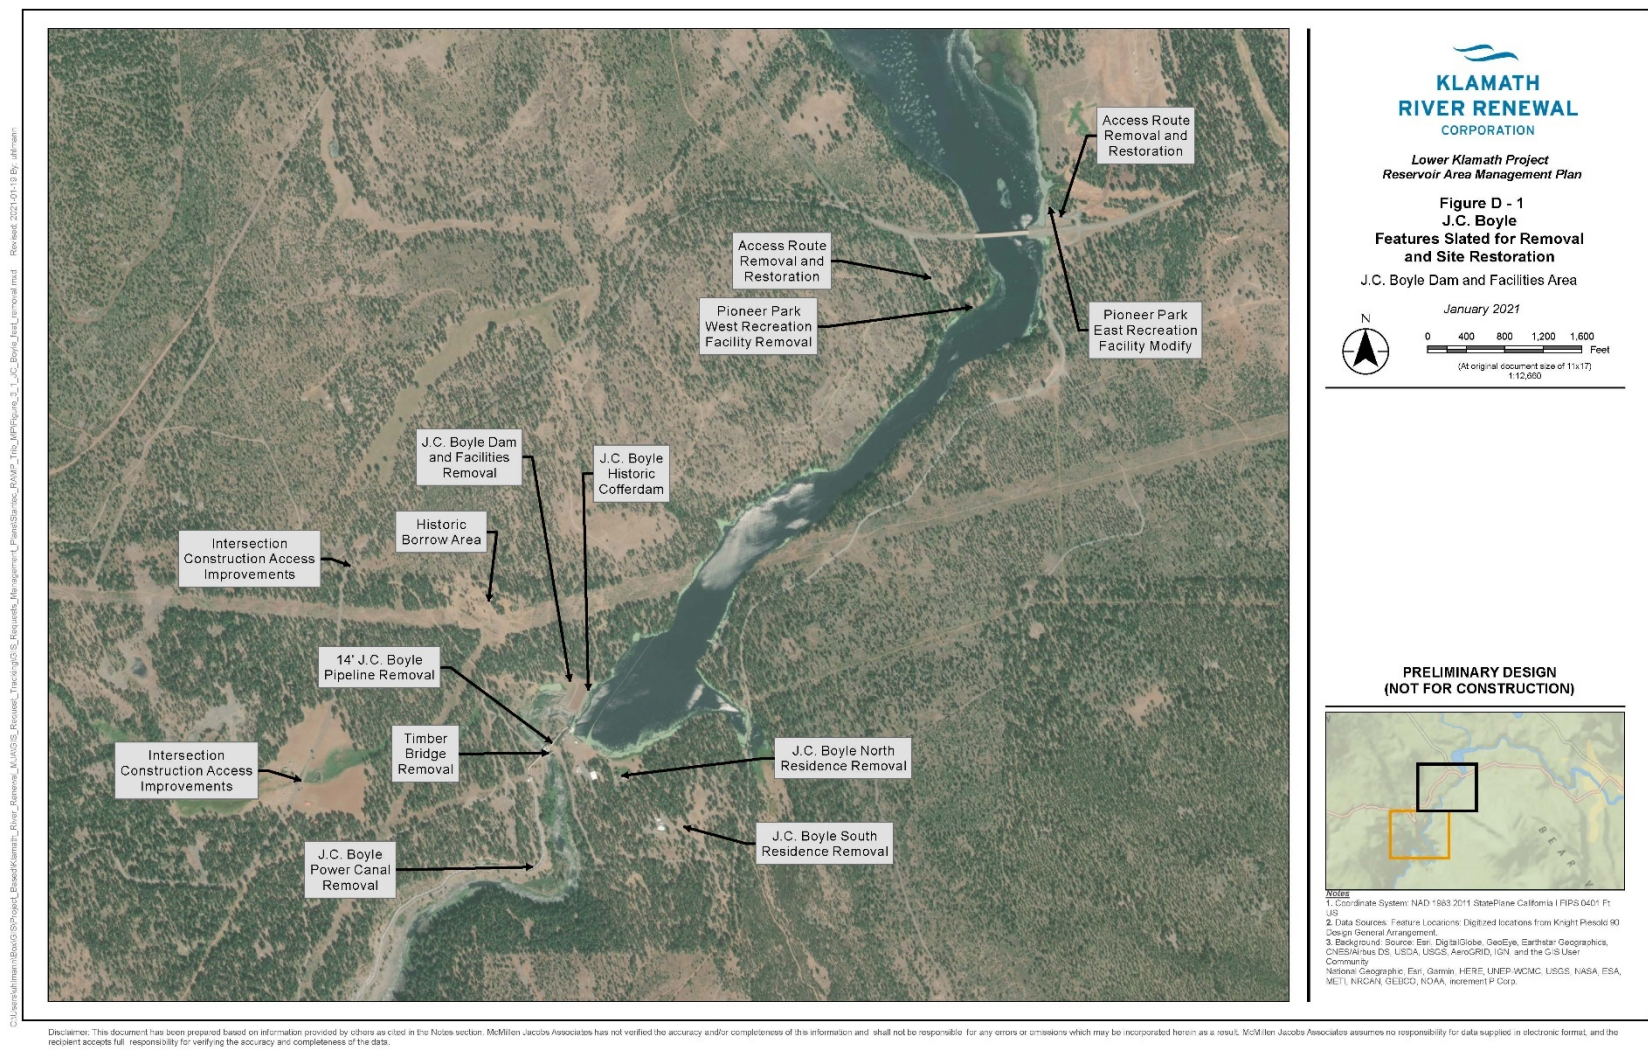 Access Route
Removal and
Restoration
Access Route
Removal and
Restoration
Pioneer Park
West Recreation
Facility Removal
Pioneer Park
East Recreation
Facility Modify
J.C. Boyle Dam
and Facilities
Removal
J.C. Boyle
Historic
Cofferdam
Historic
Borrow Area
Intersection
Construction Access
Improvements
14' J.C. Boyle
Pipeline Removal
Timber
Bridge
Removal
Intersection
Construction Access
Improvements
J.C. Boyle North
Residence Removal
J.C. Boyle South
Residence Removal
J.C. Boyle
Power Canal
Removal
KLAMATH
RIVER RENEWAL
CORPORATION
Lower Klamath Project
Reservoir Area Management Plan
Figure D - 1
J.C. Boyle
Features Slated for Removal
and Site Restoration
J.C. Boyle Dam and Facilities Area
January 2021
N
0 400 800 1,200 1,600
Feet
(At original document size of 11x17)
1:12,660
PRELIMINARY DESIGN
(NOT FOR CONSTRUCTION)
BEAR V
Notes
1. Coordinate System: NAD 1983 2011 StatePlane California I FIPS 0401 Ft
US
2. Data Sources: Feature Locations: Digitized locations from Knight Piesold 90
Design General Arrangement.
3. Background: Source: Esri, DigitalGlobe, GeoEye, Earthstar Geographics,
CNES/Airbus DS, USDA, USGS, AeroGRID, IGN, and the GIS User
Community
National Geographic, Esri, Garmin, HERE, UNEP-WCMC, USGS, NASA, ESA,
METI, NRCAN, GEBCO, NOAA, increment P Corp.
Revised: 2021-01-19 By: uhlmann
Disclaimer: This document has been prepared based on information provided by others as cited in the Notes section. McMillen Jacobs Associates has not verified the accuracy and/or completeness of this information and shall not be responsible for any errors or omissions which may be incorporated herein as a result. McMillen Jacobs Associates assumes no responsibility for data supplied in electronic format, and the
recipient accepts full responsibility for verifying the accuracy and completeness of the data.